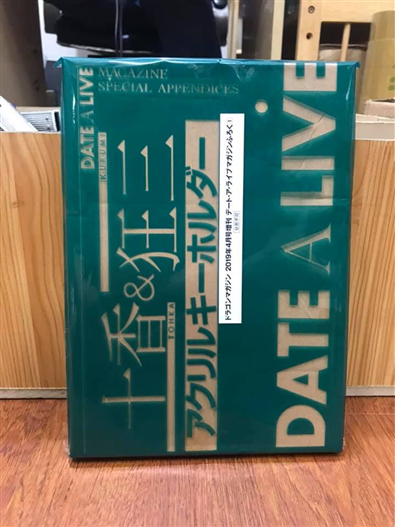 DATE A LIVE
MAGAZINE
SPECIAL APPENDICES
十香&狂三
KURUMI
TOHKA
アクリルキーホルダー
ドラゴンマガジン 2019年4月号増刊 デート・ア・ライブマガジンふろく!
DATE A LIVE